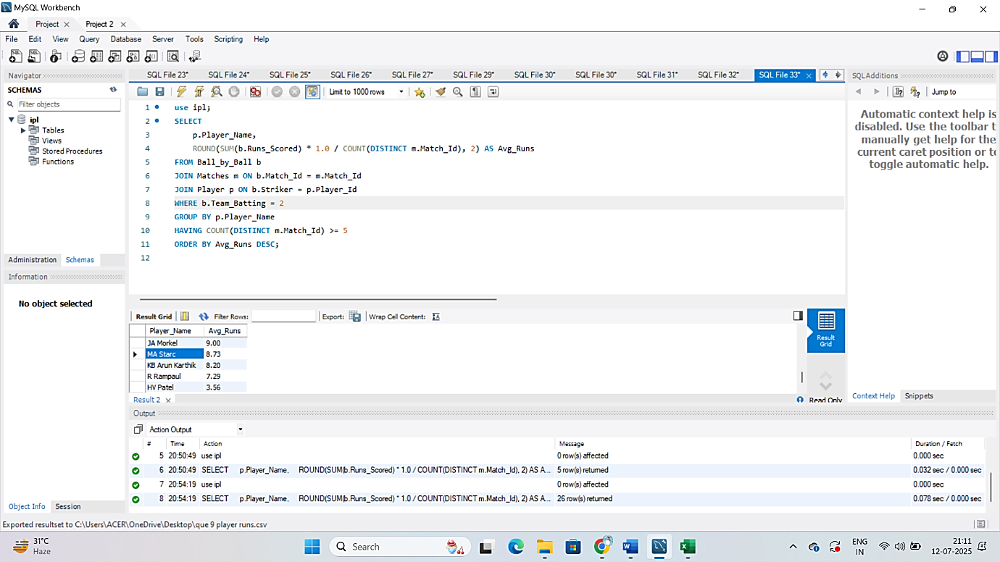 MySQL Workbench
Project
Project 2
File Edit View Query Database Server Tools Scripting Help
Navigator
SCHEMAS
Filter objects
ipl
Tables
Views
Stored Procedures
Functions
Administration Schemas
Information
No object selected
Object Info Session
SQL File 23* SQL File 24* SQL File 25* SQL File 26* SQL File 27* SQL File 29* SQL File 30* SQL File 30* SQL File 31* SQL File 32* SQL File 33*
Limit to 1000 rows
1 use ipl;
2 SELECT
3 p.Player_Name,
4 ROUND(SUM(b.Runs_Scored) * 1.0 / COUNT(DISTINCT m.Match_Id), 2) AS Avg_Runs
5 FROM Ball_by_Ball b
6 JOIN Matches m ON b.Match_Id = m.Match_Id
7 JOIN Player p ON b.Striker = p.Player_Id
8 WHERE b.Team_Batting = 2
9 GROUP BY p.Player_Name
10 HAVING COUNT(DISTINCT m.Match_Id) >= 5
11 ORDER BY Avg_Runs DESC;
12
Result Grid Filter Rows: Export: Wrap Cell Content:
Player_Name Avg_Runs
JA Morkel 9.00
MA Starc 8.73
KB Arun Karthik 8.20
R Rampaul 7.29
HV Patel 3.56
Result Grid
Result 2
Read Only
SQLAdditions
Jump to
Automatic context help is
disabled. Use the toolbar t
manually get help for the
current caret position or to
toggle automatic help.
Context Help Snippets
Output
Action Output
# Time Action Message Duration / Fetch
5 20:50:49 use ipl 0 row(s) affected 0.000 sec
6 20:50:49 SELECT p.Player_Name, ROUND(SUM(b.Runs_Scored) * 1.0 / COUNT(DISTINCT m.Match_Id), 2) AS A... 5 row(s) returned 0.032 sec / 0.000 sec
7 20:54:19 use ipl 0 row(s) affected 0.000 sec
8 20:54:19 SELECT p.Player_Name, ROUND(SUM(b.Runs_Scored) * 1.0 / COUNT(DISTINCT m.Match_Id), 2) AS A... 26 row(s) returned 0.078 sec / 0.000 sec
Exported resultset to C:\Users\ACER\OneDrive\Desktop\que 9 player runs.csv
31°C
Haze
Search
ENG
IN
21:11
12-07-2025